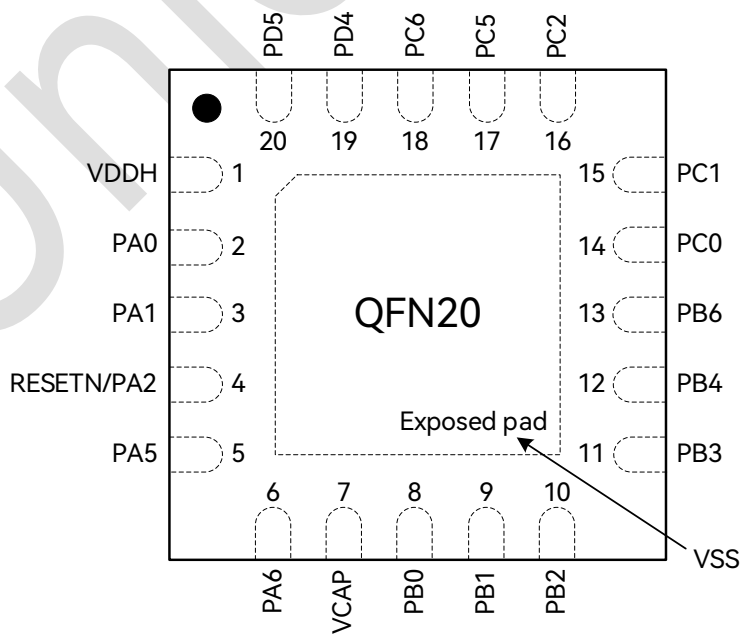 PD5 PD4 PC6 PC5 PC2
20 19 18 17 16
VDDH 1 15 PC1
PA0 2 14 PC0
PA1 3 QFN20 13 PB6
RESETN/PA2 4 12 PB4
Exposed pad
PA5 5 11 PB3
6 7 8 9 10
VSS
PA6 VCAP PB0 PB1 PB2